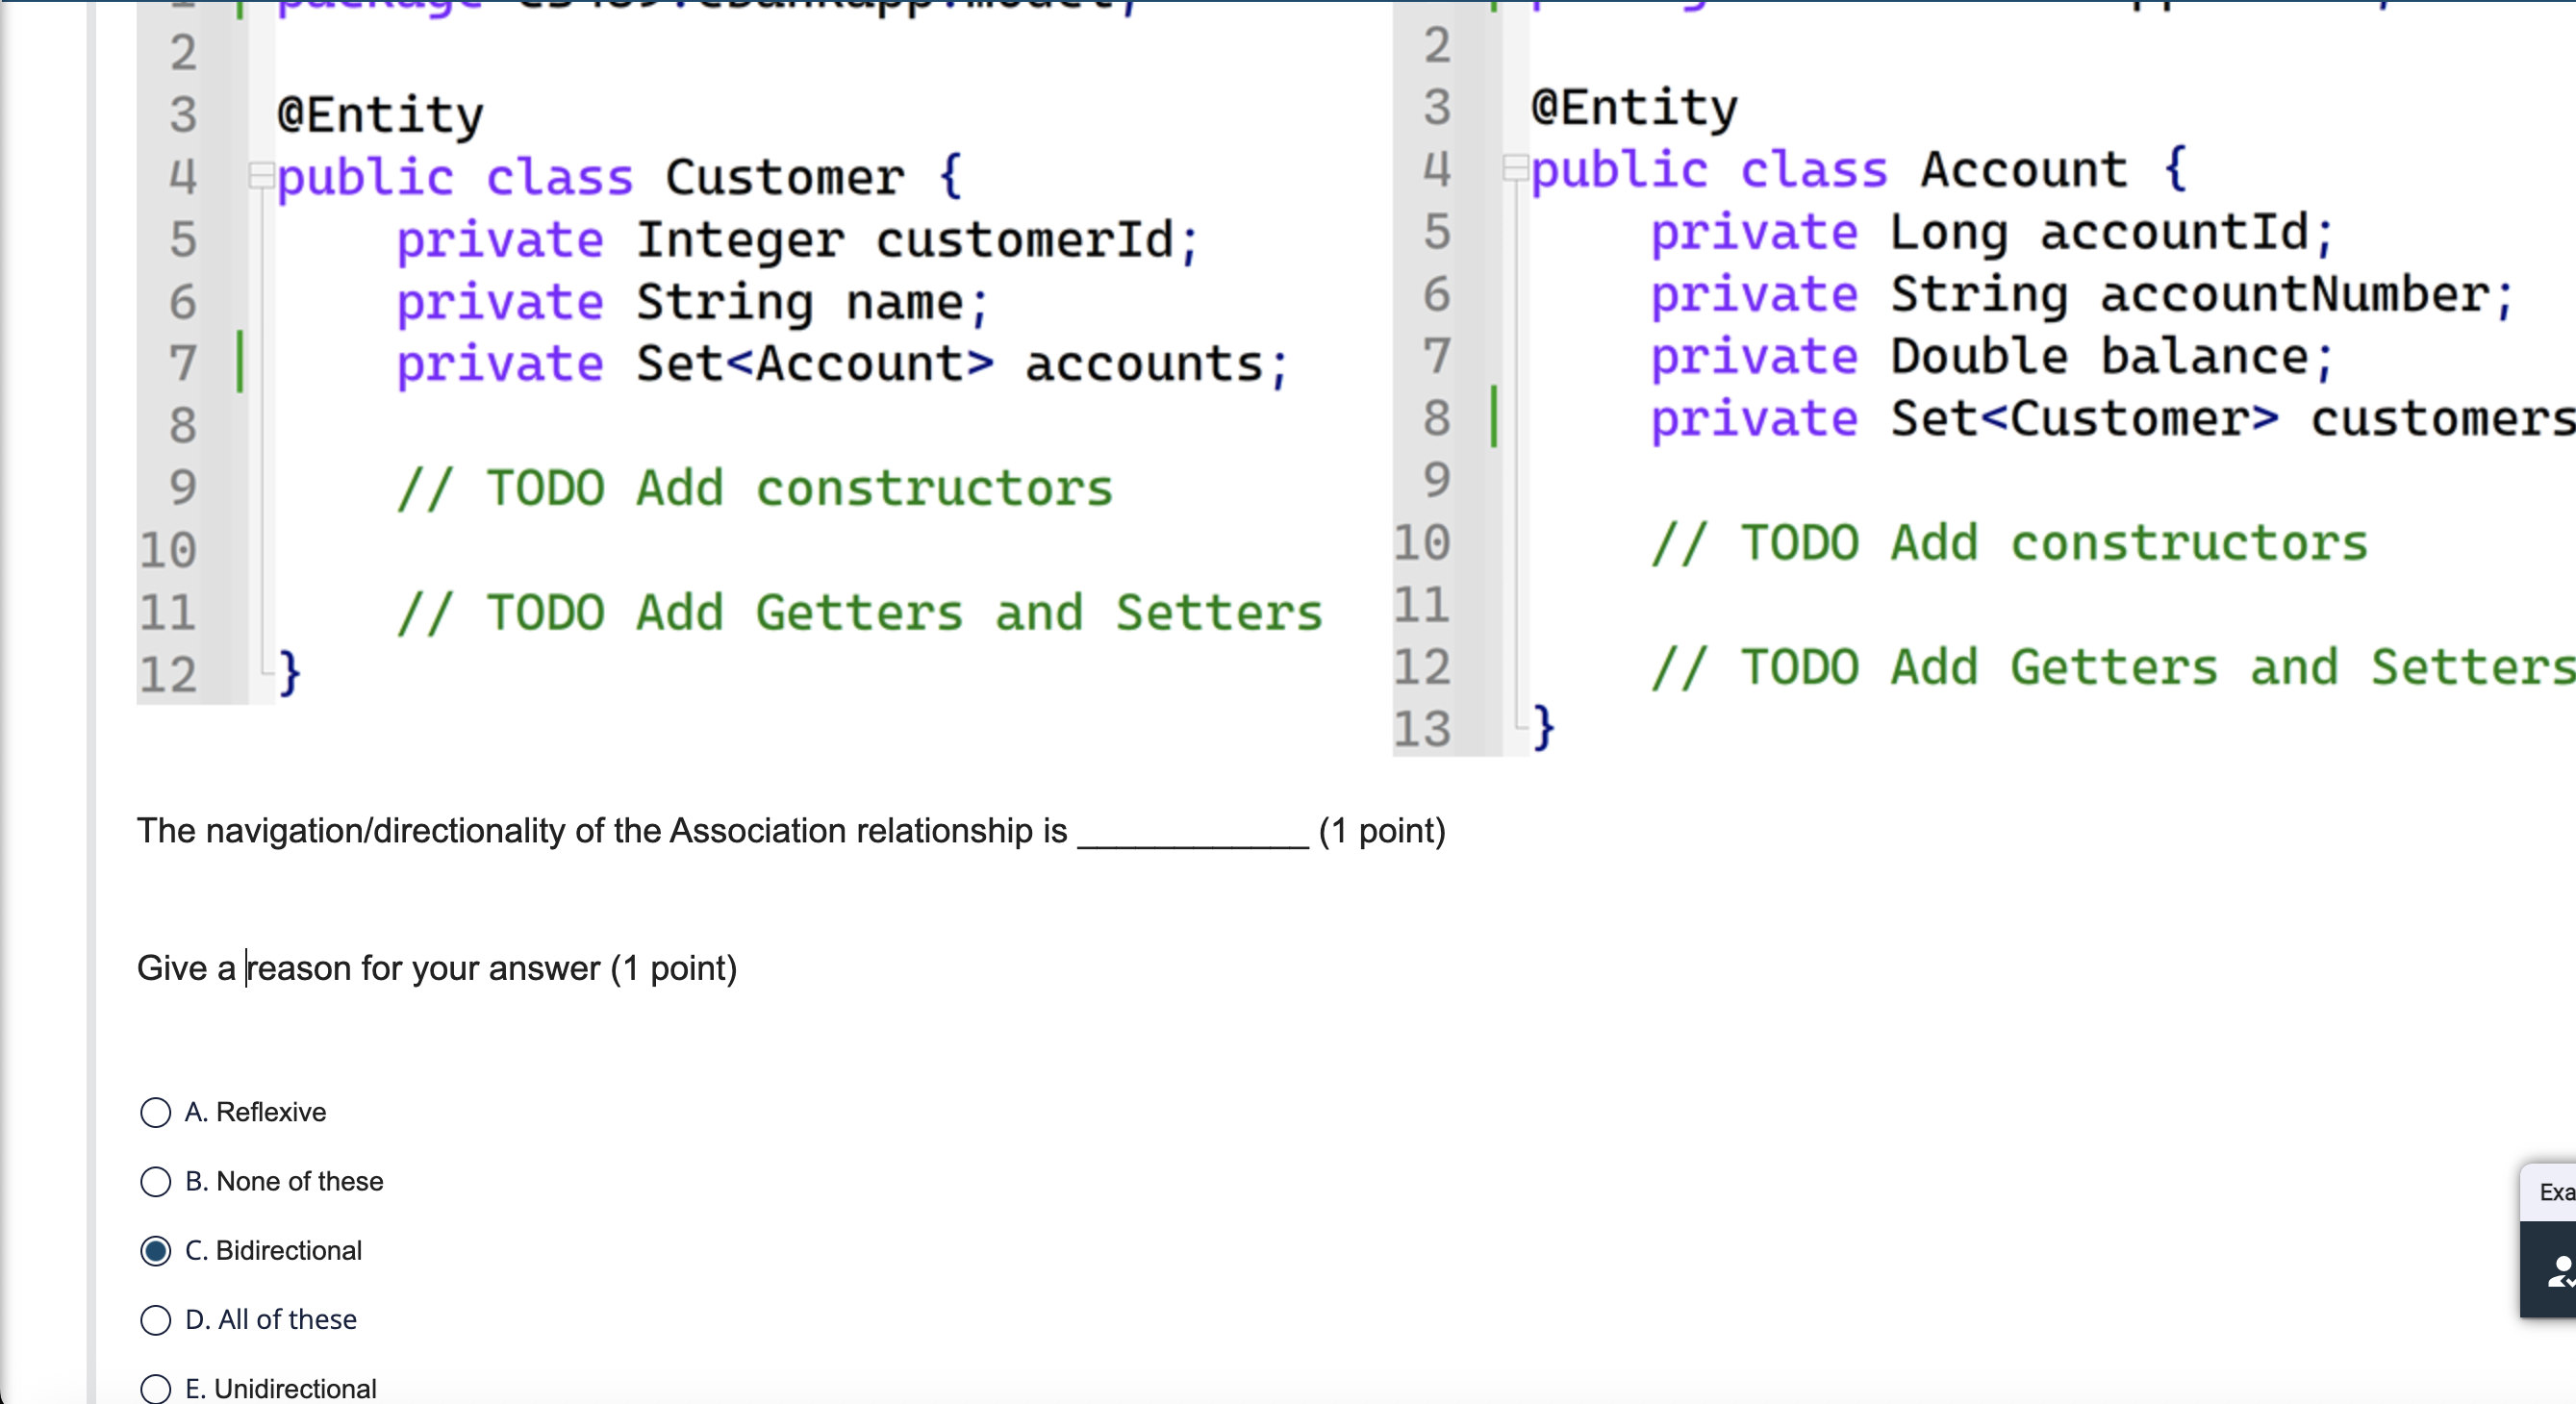 2
3 @Entity
4 public class Customer {
5 private Integer customerId;
6 private String name;
7 private Set<Account> accounts;
8
9 // TODO Add constructors
10
11 // TODO Add Getters and Setters
12 }
2
3 @Entity
4 public class Account {
5 private Long accountId;
6 private String accountNumber;
7 private Double balance;
8 private Set<Customer> customers
9
10 // TODO Add constructors
11
12 // TODO Add Getters and Setters
13 }
The navigation/directionality of the Association relationship is ____________ (1 point)
Give a reason for your answer (1 point)
A. Reflexive
B. None of these
C. Bidirectional
D. All of these
E. Unidirectional
Exa